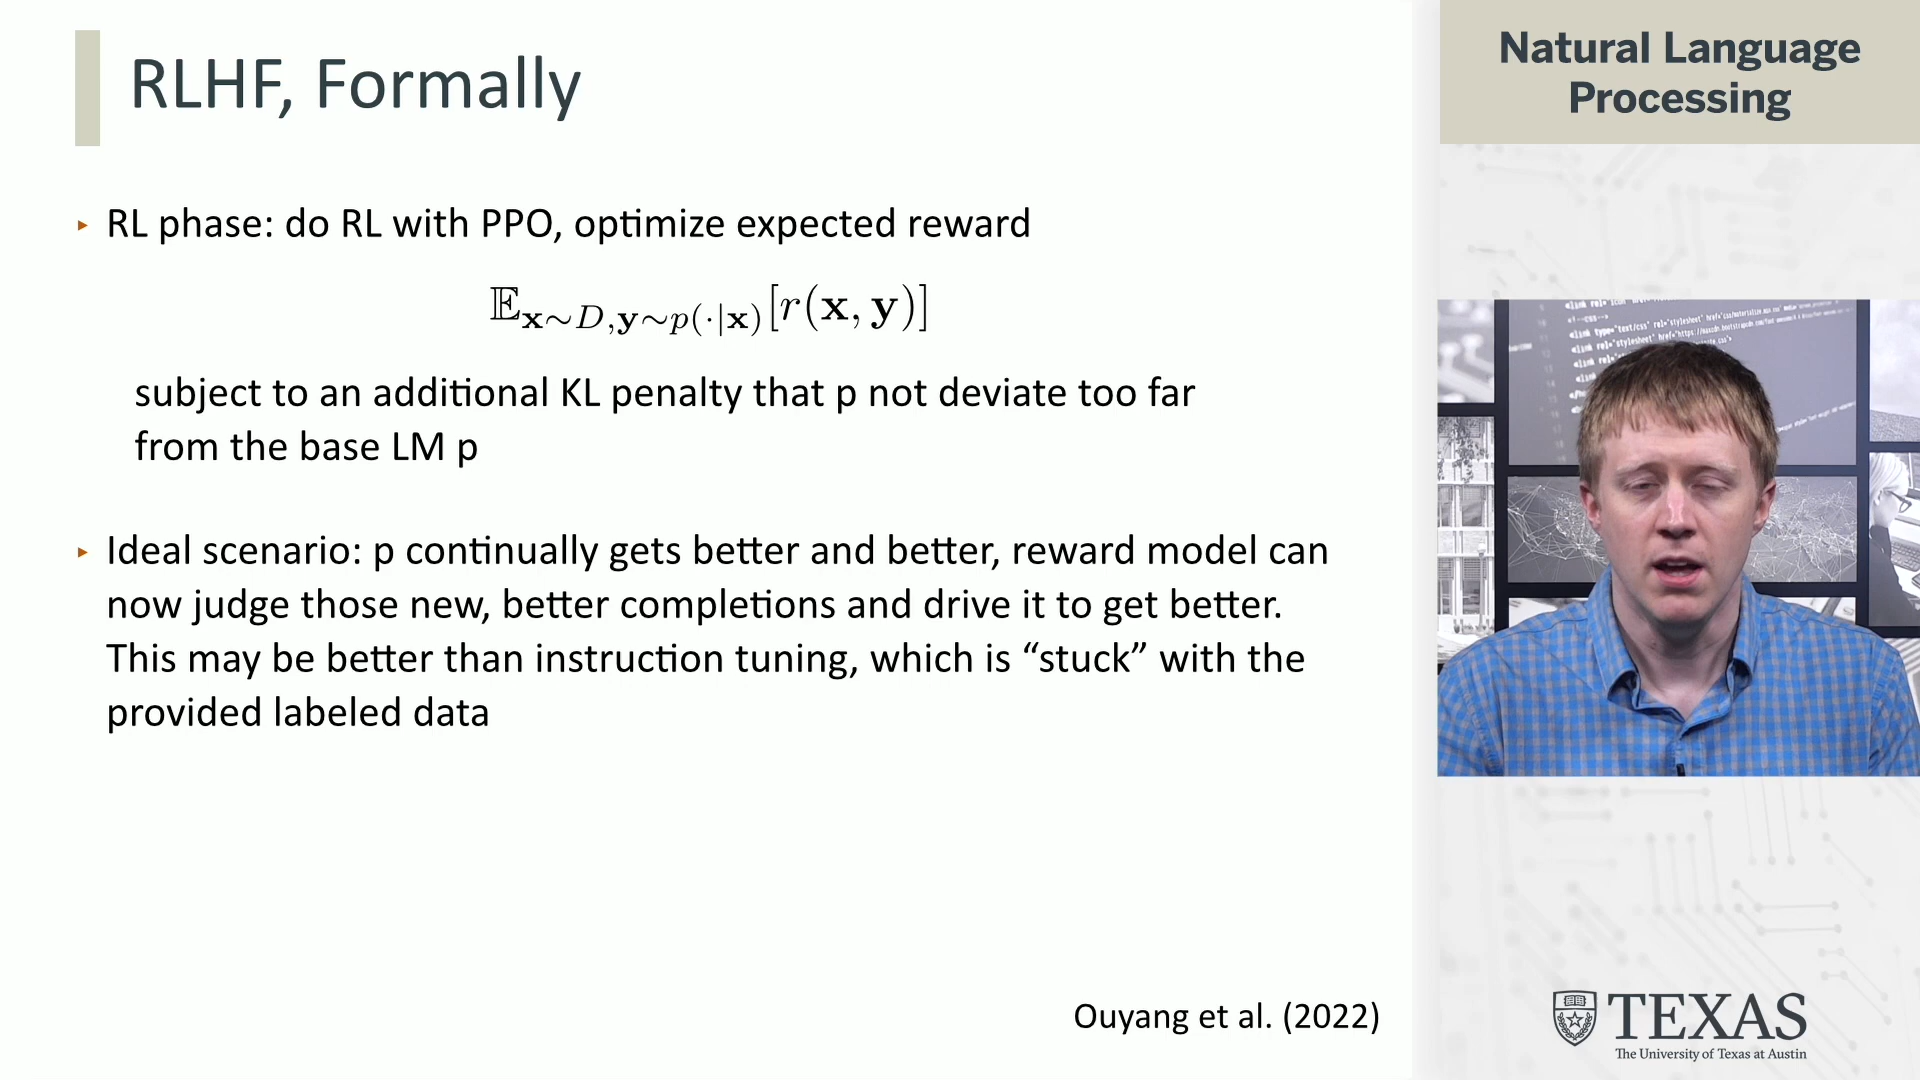 RLHF, Formally
▸ RL phase: do RL with PPO, optimize expected reward
𝔼_{𝐱∼D,𝐲∼p(·|𝐱)}[r(𝐱, 𝐲)]
subject to an additional KL penalty that p not deviate too far
from the base LM p
▸ Ideal scenario: p continually gets better and better, reward model can
now judge those new, better completions and drive it to get better.
This may be better than instruction tuning, which is “stuck” with the
provided labeled data
Ouyang et al. (2022)
Natural Language
Processing
TEXAS
The University of Texas at Austin